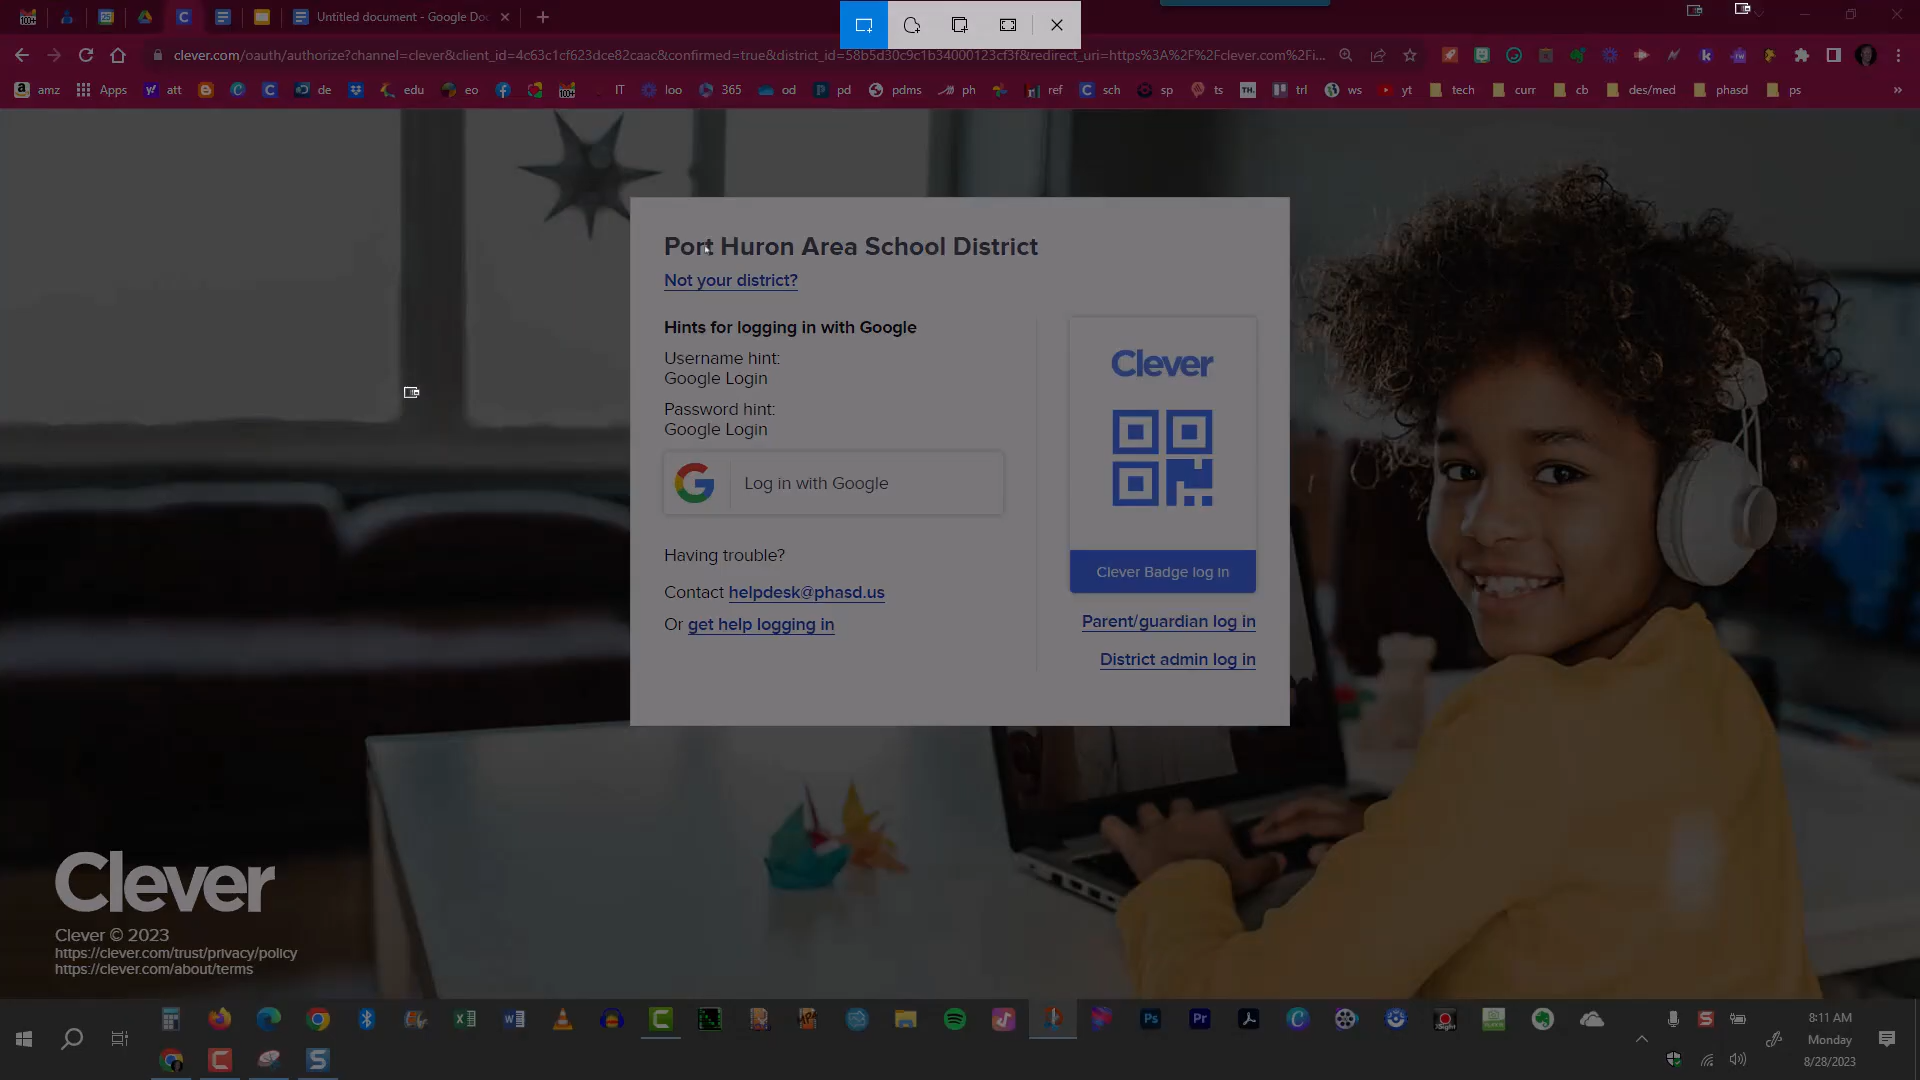 Untitled document - Google Doc
clever.com/oauth/authorize?channel=clever&client_id=4c63c1cf623dce82caac&confirmed=true&district_id=58b5d30c9c1b34000123cf3f&redirect_uri=https%3A%2F%2Fclever.com%2Fi...
amz Apps att de edu eo IT loo 365 od pd pdms ph ref sch sp ts trl ws yt tech curr cb des/med phasd ps
Port Huron Area School District
Not your district?
Hints for logging in with Google
Username hint:
Google Login
Password hint:
Google Login
Log in with Google
Having trouble?
Contact helpdesk@phasd.us
Or get help logging in
Clever
Clever Badge log in
Parent/guardian log in
District admin log in
Clever
Clever © 2023
https://clever.com/trust/privacy/policy
https://clever.com/about/terms
8:11 AM
Monday
8/28/2023